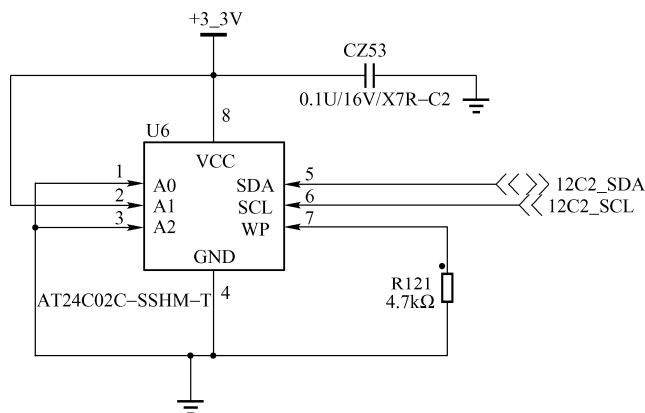 +3_3V
CZ53
0.1U/16V/X7R-C2
8
U6
VCC
1
A0
SDA
5
12C2_SDA
2
A1
SCL
6
12C2_SCL
3
A2
WP
7
GND
4
AT24C02C-SSHM-T
R121
4.7kΩ